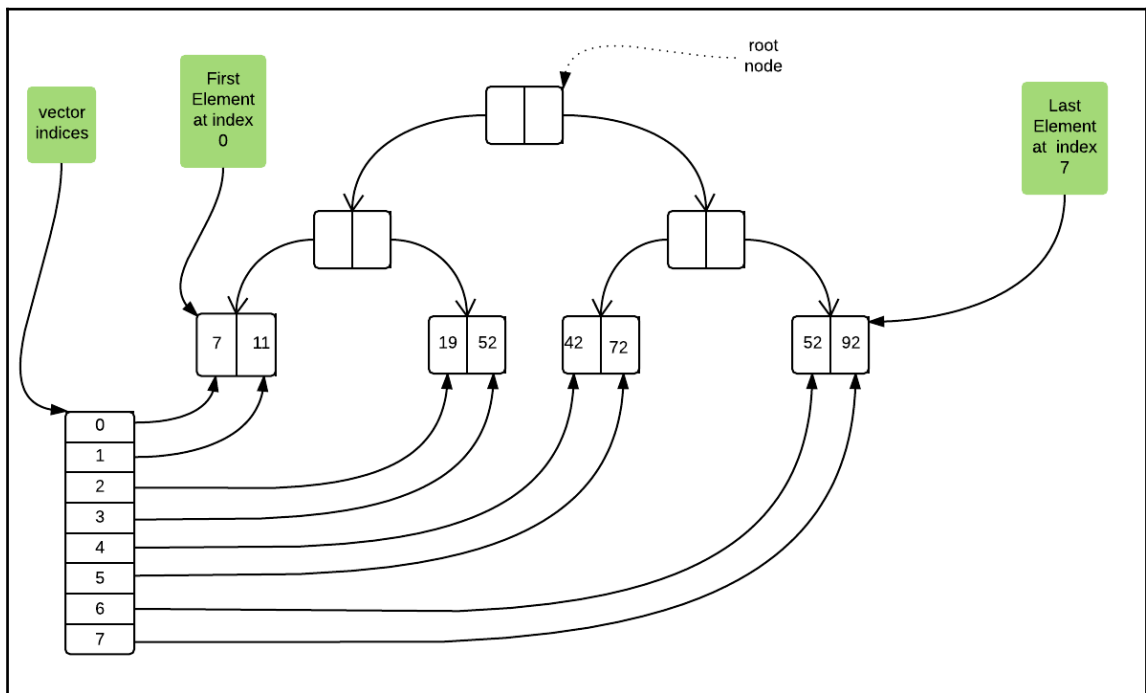 root
node
First
Element
at index
0
vector
indices
Last
Element
at index
7
7 11
19 52
42 72
52 92
0
1
2
3
4
5
6
7